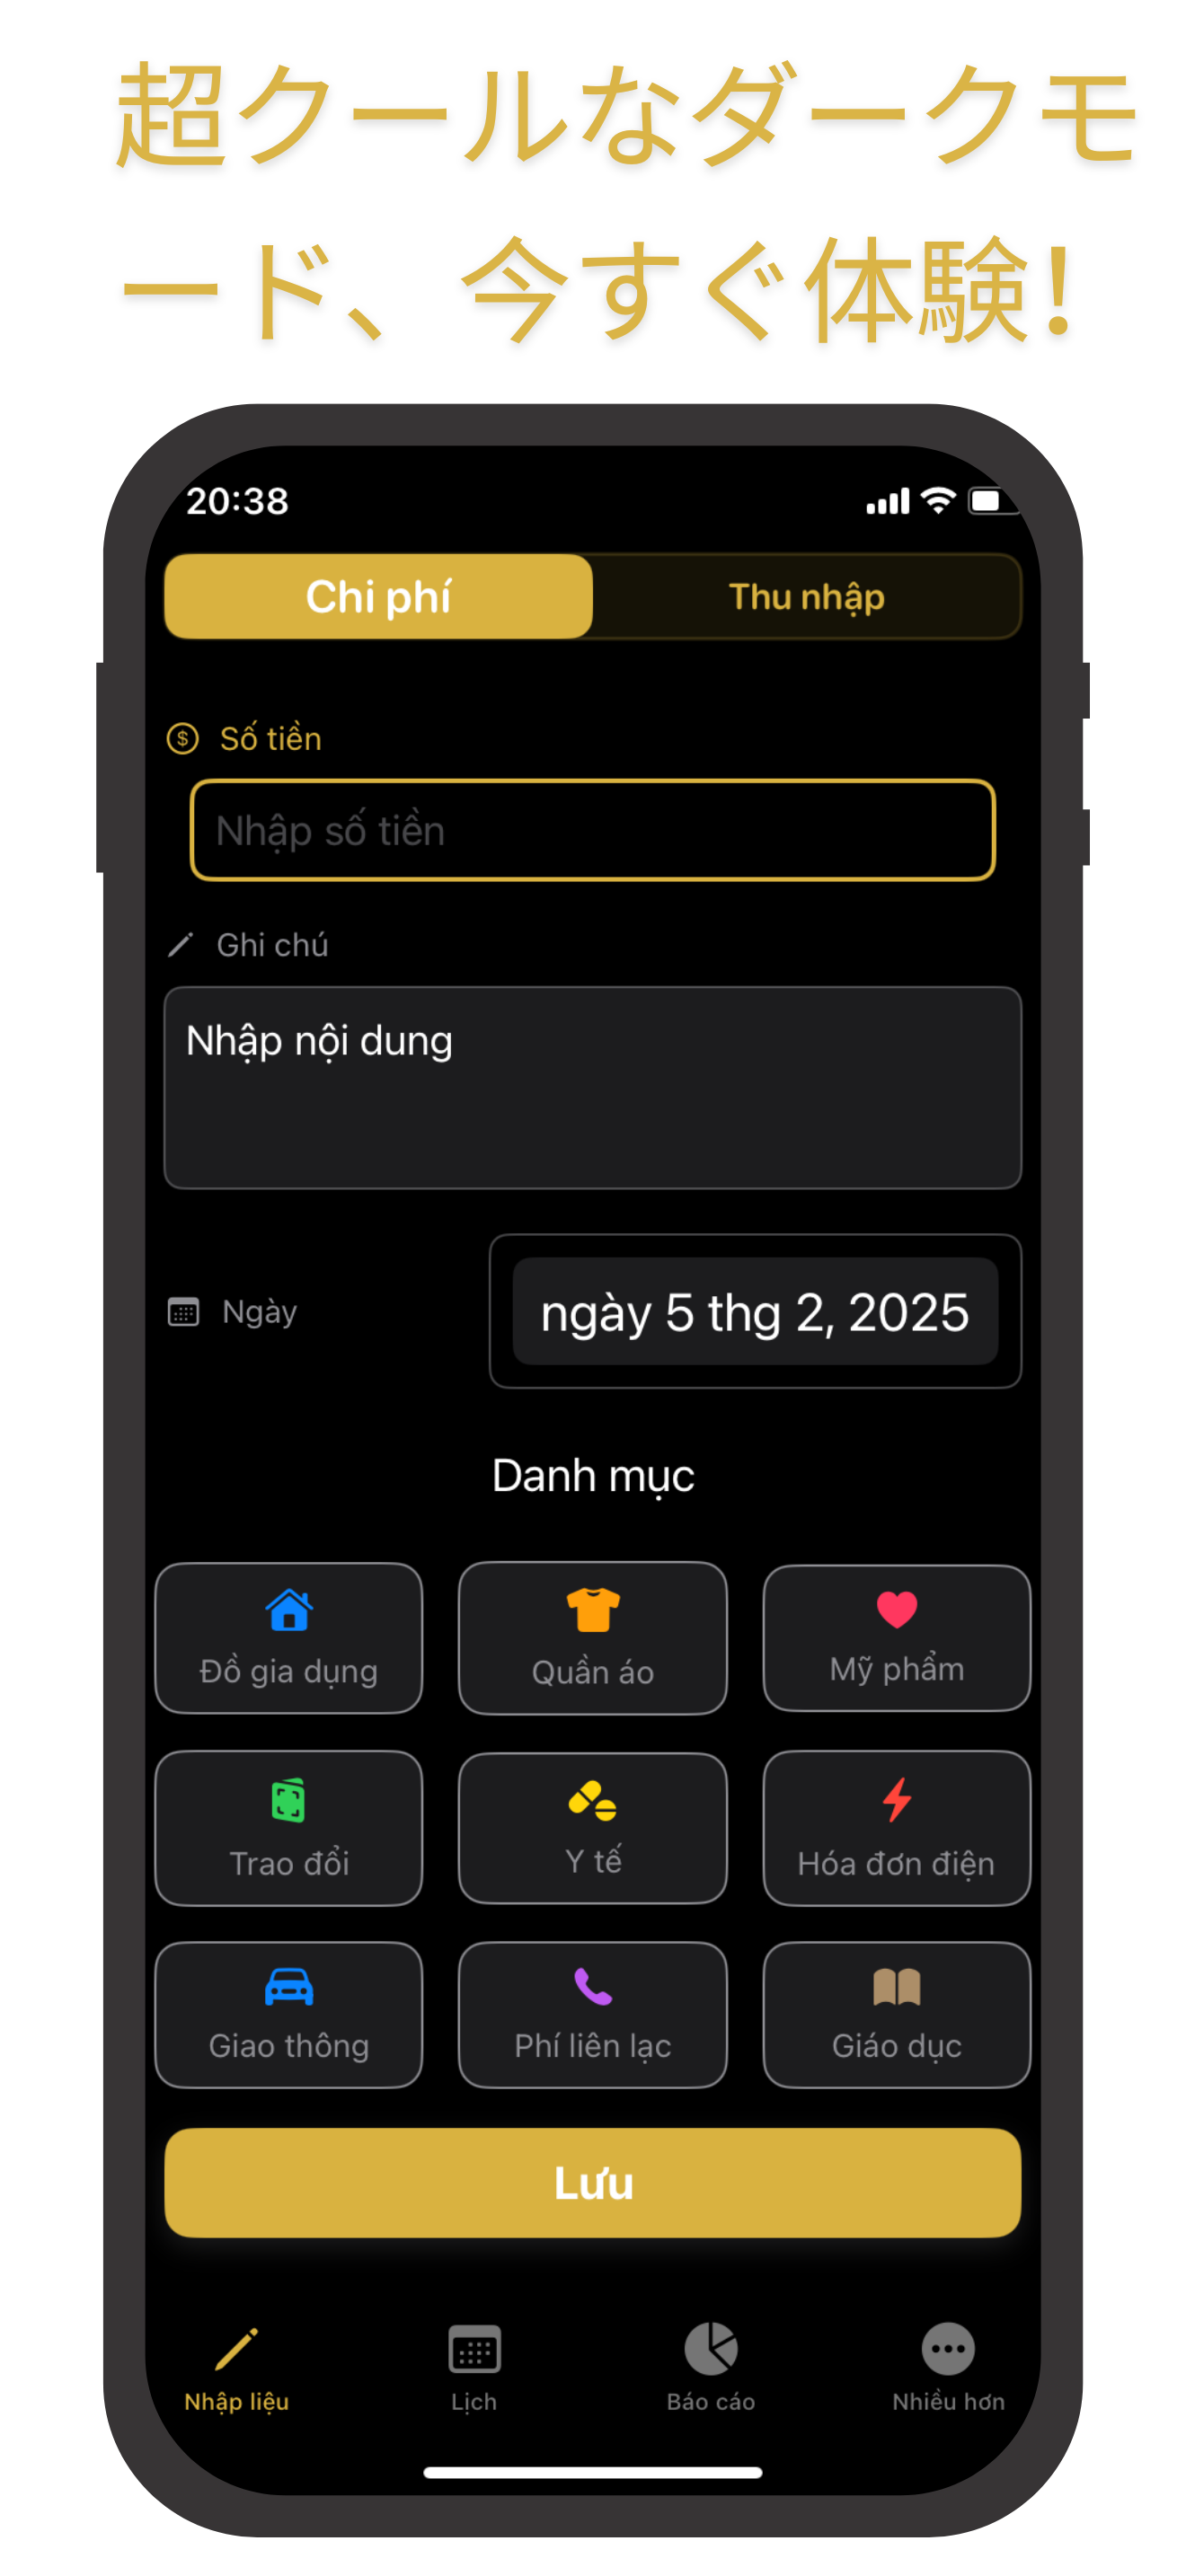 超クールなダークモ
ード、今すぐ体験!
20:38
Chi phí
Thu nhập
$ Số tiền
Nhập số tiền
Ghi chú
Nhập nội dung
Ngày
ngày 5 thg 2, 2025
Danh mục
Đồ gia dụng
Quần áo
Mỹ phẩm
Trao đổi
Y tế
Hóa đơn điện
Giao thông
Phí liên lạc
Giáo dục
Lưu
Nhập liệu
Lịch
Báo cáo
Nhiều hơn